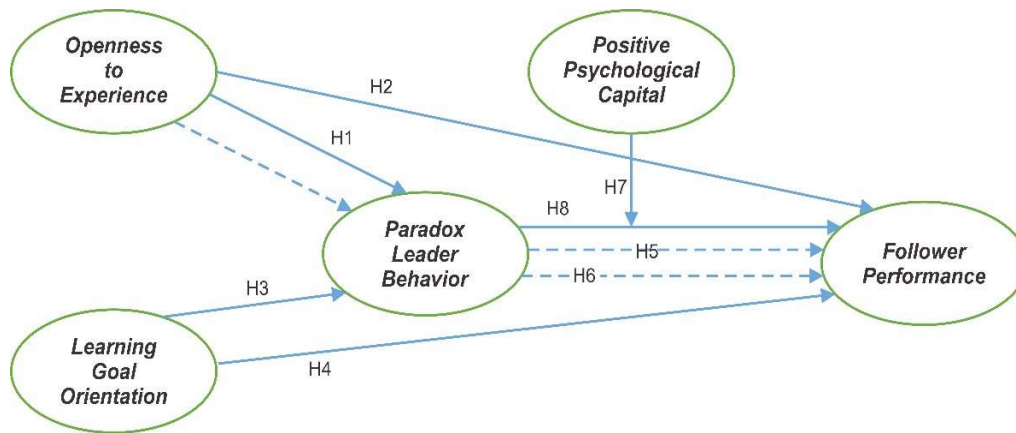 Openness
to
Experience
Positive
Psychological
Capital
H2
H1
H7
H8
Paradox
Leader
Behavior
H5
H6
Follower
Performance
H3
Learning
Goal
Orientation
H4